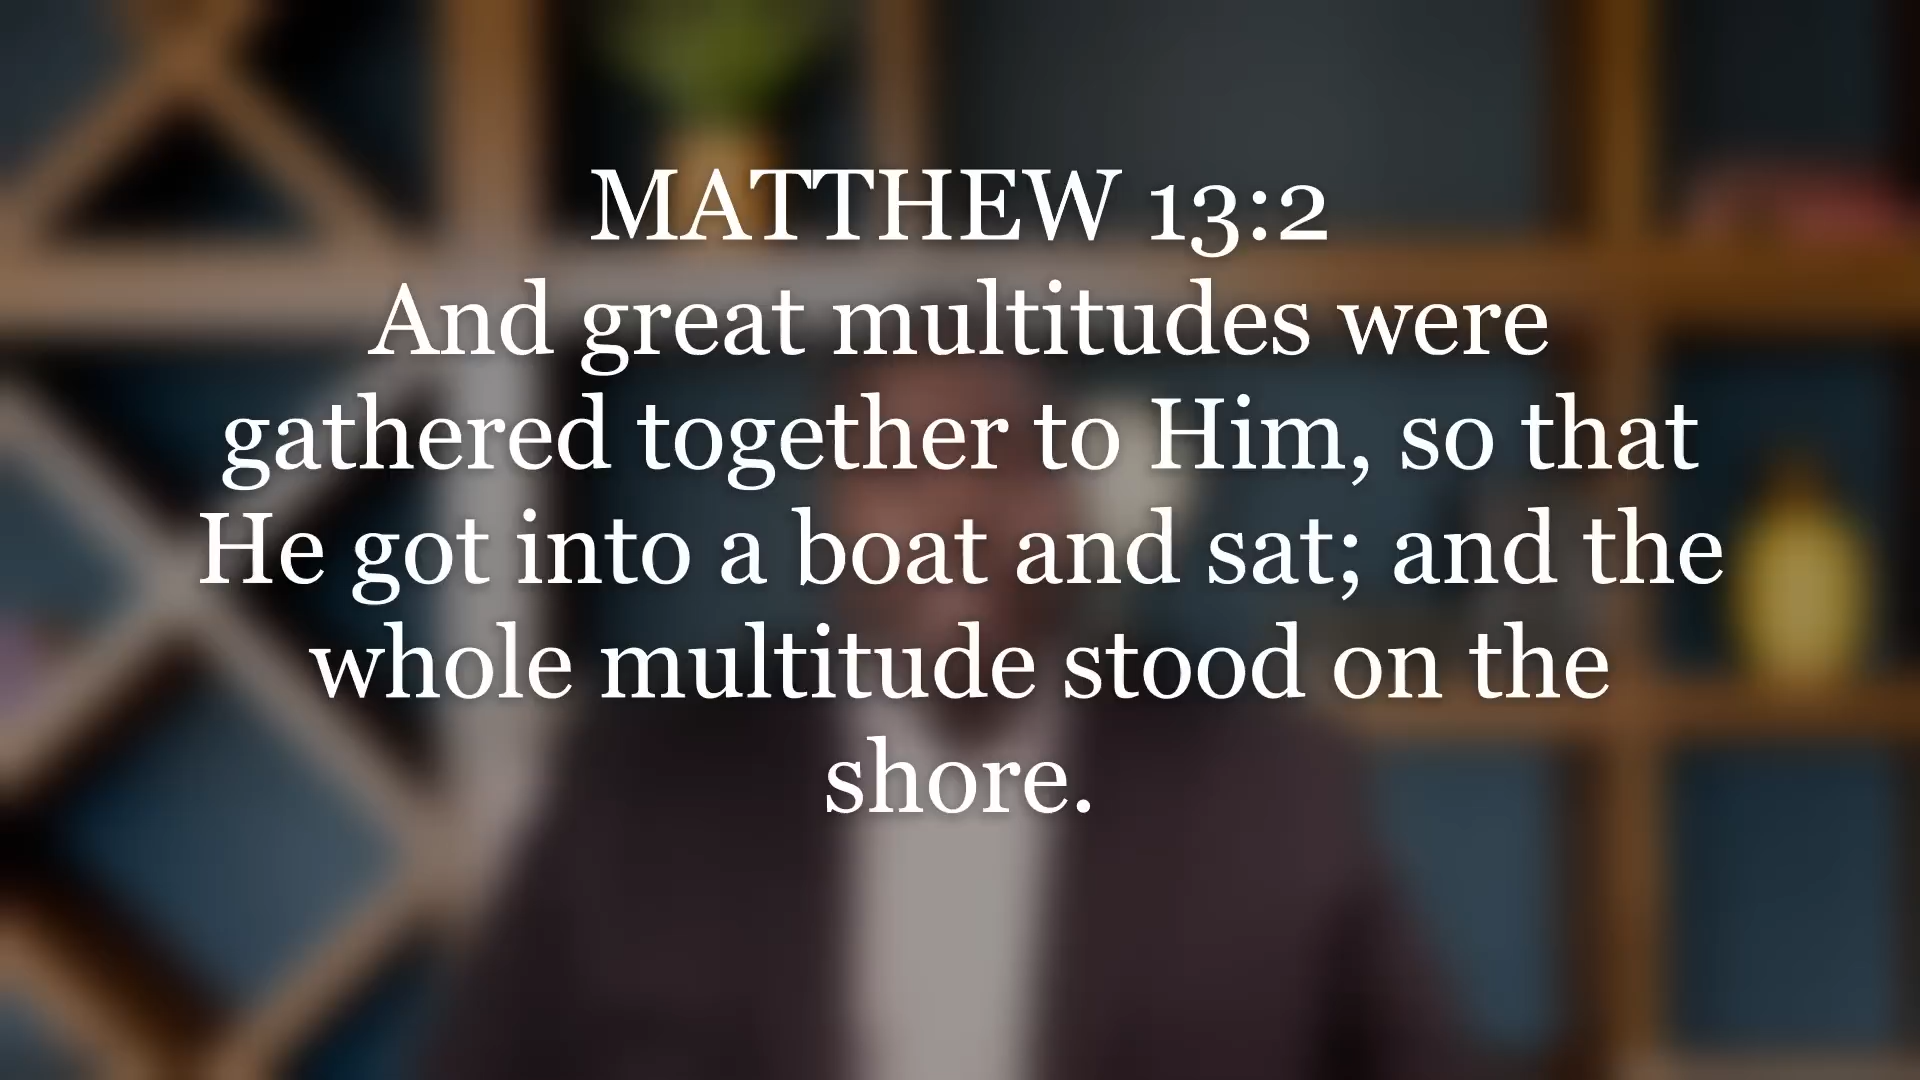 MATTHEW 13:2
And great multitudes were
gathered together to Him, so that
He got into a boat and sat; and the
whole multitude stood on the
shore.